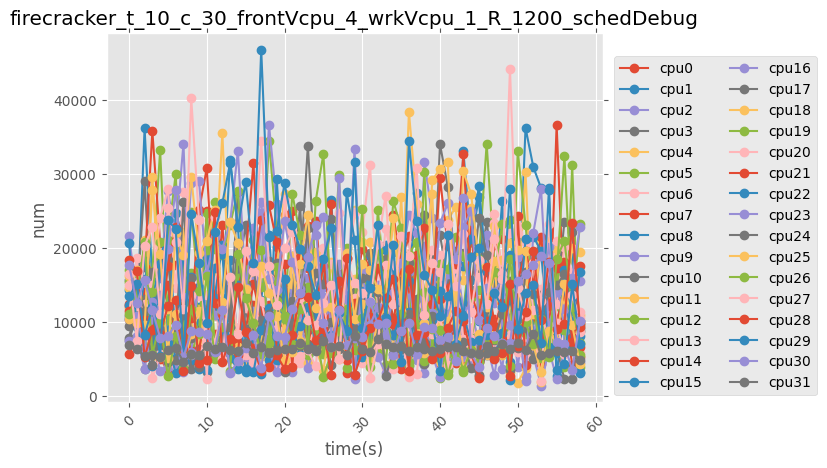 firecracker_t_10_c_30_frontVcpu_4_wrkVcpu_1_R_1200_schedDebug
num
40000
30000
20000
10000
0
0
10
20
30
40
50
60
time(s)
cpu0
cpu1
cpu2
cpu3
cpu4
cpu5
cpu6
cpu7
cpu8
cpu9
cpu10
cpu11
cpu12
cpu13
cpu14
cpu15
cpu16
cpu17
cpu18
cpu19
cpu20
cpu21
cpu22
cpu23
cpu24
cpu25
cpu26
cpu27
cpu28
cpu29
cpu30
cpu31